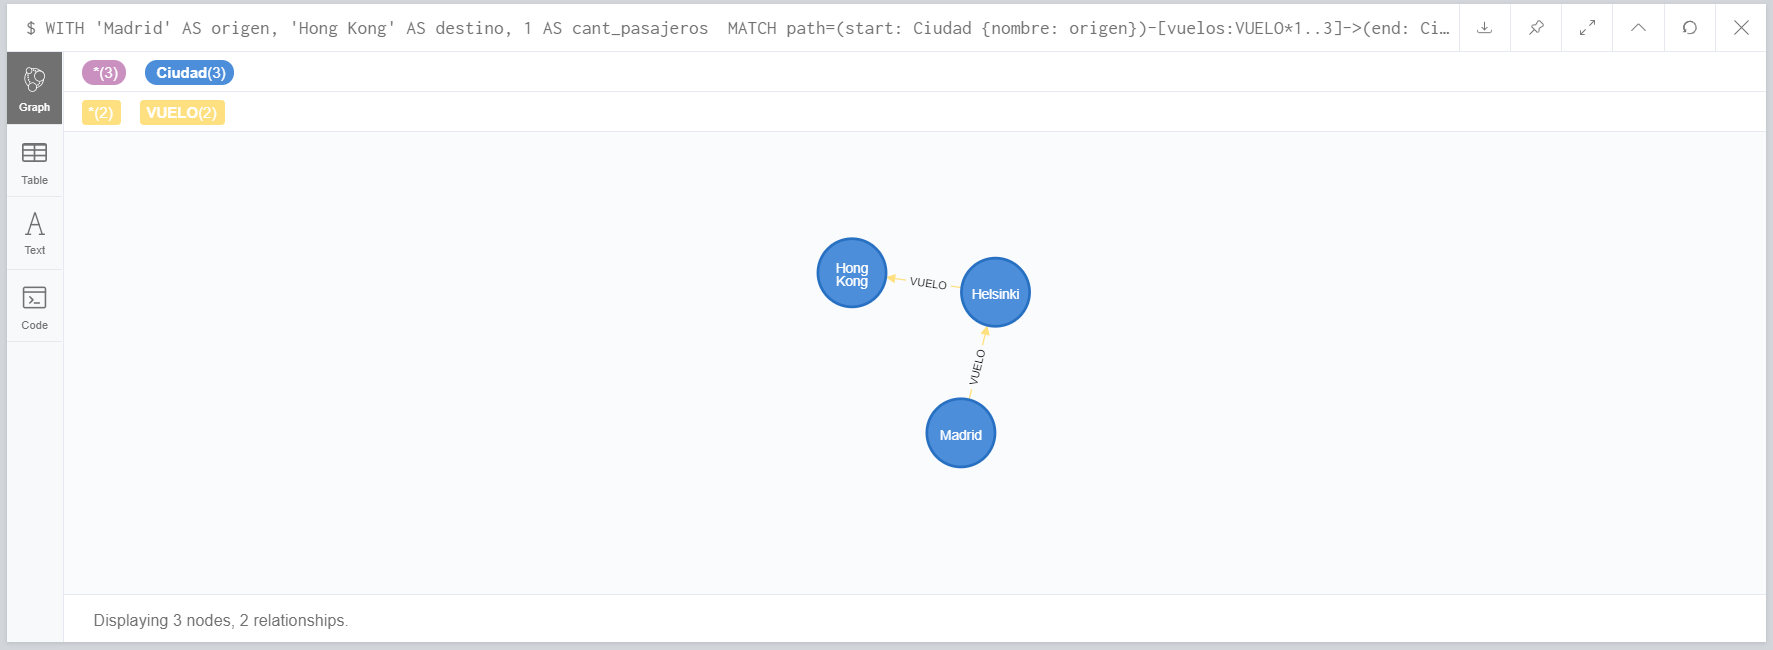 $ WITH 'Madrid' AS origen, 'Hong Kong' AS destino, 1 AS cant_pasajeros  MATCH path=(start: Ciudad {nombre: origen})-[vuelos:VUELO*1..3]->(end: Ci…
*(3) Ciudad(3)
*(2) VUELO(2)
Graph
Table
Text
Code
Hong
Kong
VUELO
Helsinki
VUELO
Madrid
Displaying 3 nodes, 2 relationships.